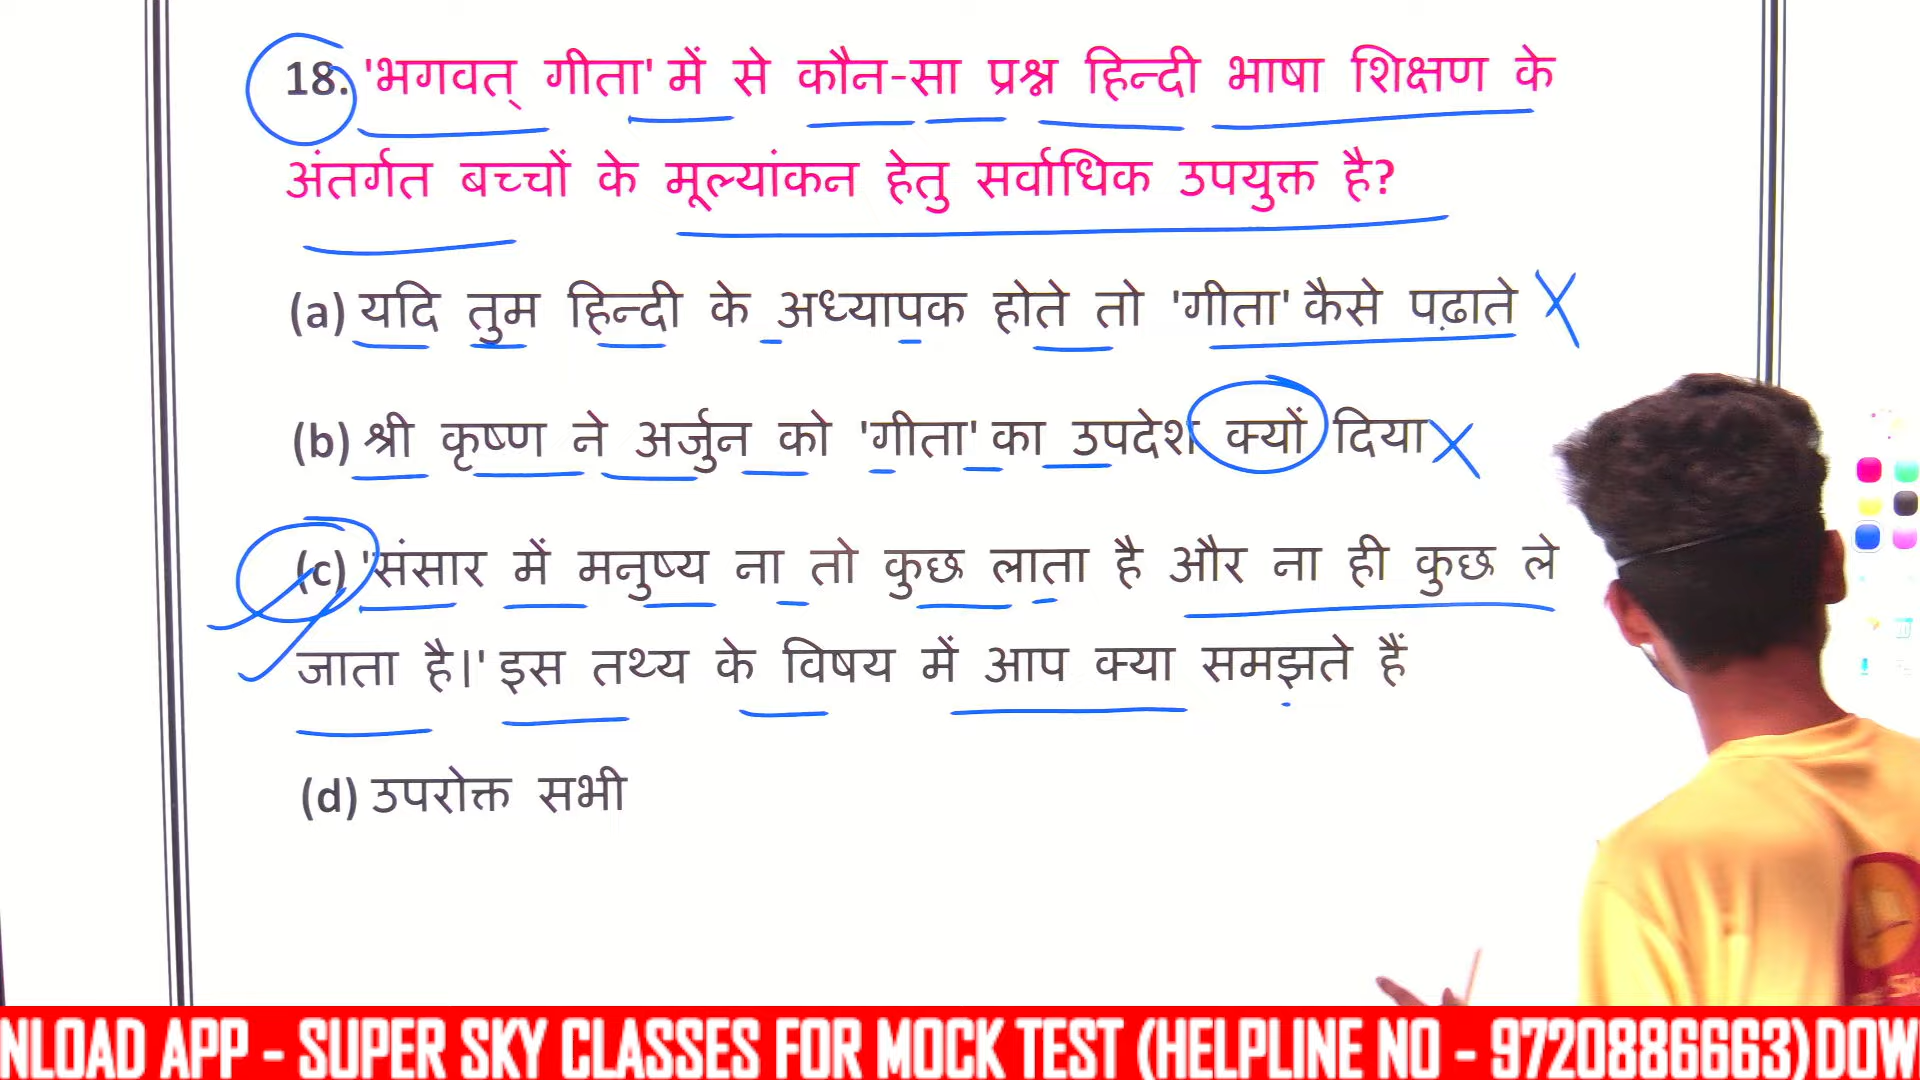 18. 'भगवत् गीता' में से कौन-सा प्रश्न हिन्दी भाषा शिक्षण के
अंतर्गत बच्चों के मूल्यांकन हेतु सर्वाधिक उपयुक्त है?
(a) यदि तुम हिन्दी के अध्यापक होते तो 'गीता' कैसे पढ़ाते
(b) श्री कृष्ण ने अर्जुन को 'गीता' का उपदेश क्यों दिया
(c) 'संसार में मनुष्य ना तो कुछ लाता है और ना ही कुछ ले
जाता है।' इस तथ्य के विषय में आप क्या समझते हैं
(d) उपरोक्त सभी
NLOAD APP - SUPER SKY CLASSES FOR MOCK TEST (HELPLINE NO - 9720886663) DOW